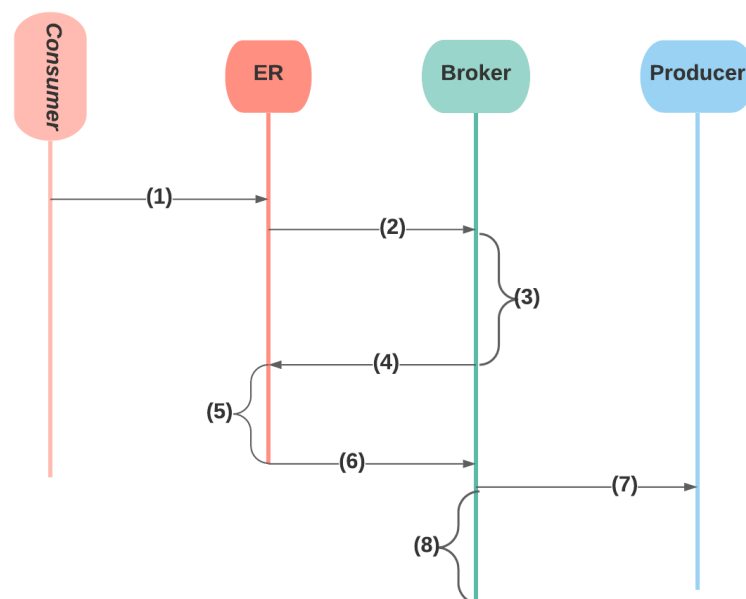 Consumer
ER
Broker
Producer
(1)
(2)
(3)
(4)
(5)
(6)
(7)
(8)